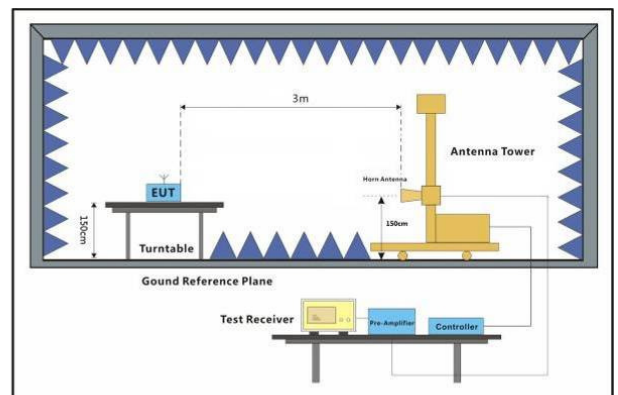 3m
Antenna Tower
Horn Antenna
EUT
150cm
150cm
Turntable
Gound Reference Plane
Test Receiver
Pre-Amplifier
Controller